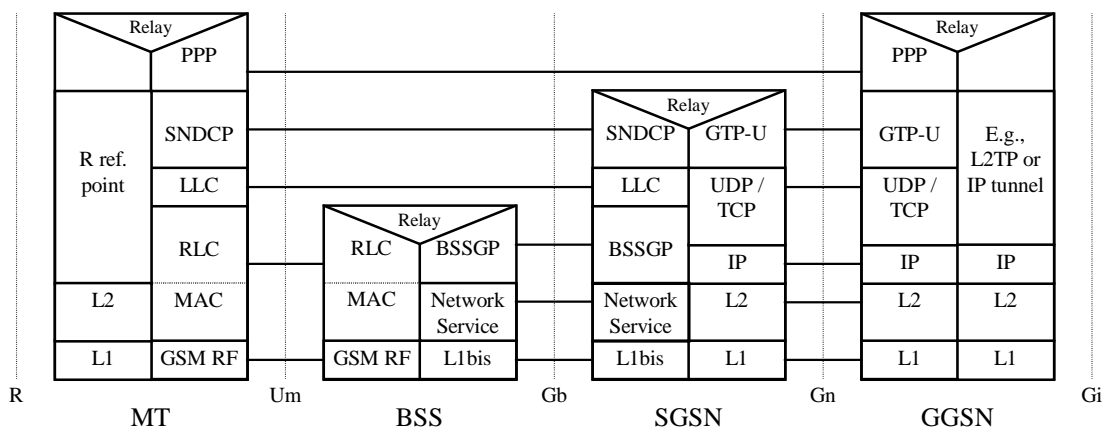 Relay
PPP
R ref.
point
SNDCP
LLC
RLC
L2
MAC
L1
GSM RF
Relay
RLC
BSSGP
MAC
Network
Service
GSM RF
L1bis
Relay
SNDCP
GTP-U
LLC
UDP /
TCP
BSSGP
IP
Network
Service
L2
L1bis
L1
Relay
PPP
GTP-U
E.g.,
L2TP or
IP tunnel
UDP /
TCP
IP
IP
L2
L2
L1
L1
R
Um
Gb
Gn
Gi
MT
BSS
SGSN
GGSN